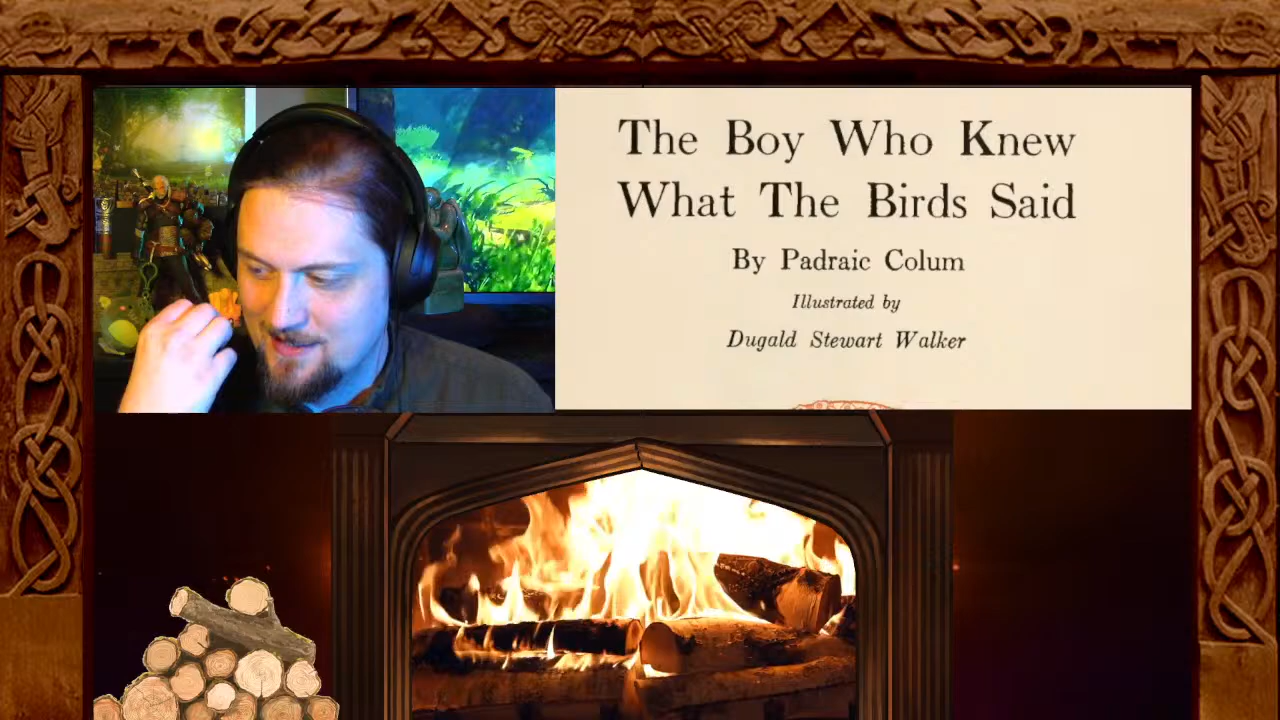 The Boy Who Knew
What The Birds Said
By Padraic Colum
Illustrated by
Dugald Stewart Walker